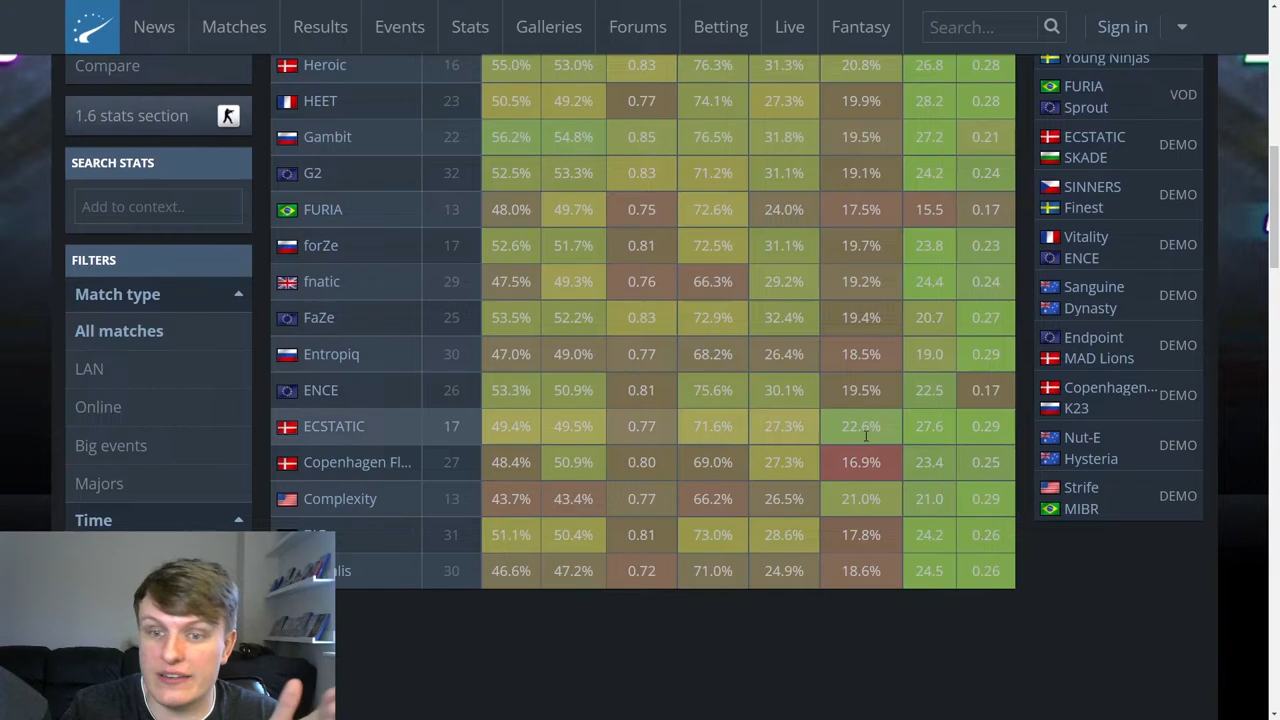 News Matches Results Events Stats Galleries Forums Betting Live Fantasy Search... Sign in
Compare
1.6 stats section
SEARCH STATS
Add to context..
FILTERS
Match type
All matches
LAN
Online
Big events
Majors
Time
Heroic 16 55.0% 53.0% 0.83 76.3% 31.3% 20.8% 26.8 0.28
HEET 23 50.5% 49.2% 0.77 74.1% 27.3% 19.9% 28.2 0.28
Gambit 22 56.2% 54.8% 0.85 76.5% 31.8% 19.5% 27.2 0.21
G2 32 52.5% 53.3% 0.83 71.2% 31.1% 19.1% 24.2 0.24
FURIA 13 48.0% 49.7% 0.75 72.6% 24.0% 17.5% 15.5 0.17
forZe 17 52.6% 51.7% 0.81 72.5% 31.1% 19.7% 23.8 0.23
fnatic 29 47.5% 49.3% 0.76 66.3% 29.2% 19.2% 24.4 0.24
FaZe 25 53.5% 52.2% 0.83 72.9% 32.4% 19.4% 20.7 0.27
Entropiq 30 47.0% 49.0% 0.77 68.2% 26.4% 18.5% 19.0 0.29
ENCE 26 53.3% 50.9% 0.81 75.6% 30.1% 19.5% 22.5 0.17
ECSTATIC 17 49.4% 49.5% 0.77 71.6% 27.3% 22.6% 27.6 0.29
Copenhagen Fl... 27 48.4% 50.9% 0.80 69.0% 27.3% 16.9% 23.4 0.25
Complexity 13 43.7% 43.4% 0.77 66.2% 26.5% 21.0% 21.0 0.29
31 51.1% 50.4% 0.81 73.0% 28.6% 17.8% 24.2 0.26
alis 30 46.6% 47.2% 0.72 71.0% 24.9% 18.6% 24.5 0.26
Young Ninjas
FURIA
Sprout
VOD
ECSTATIC
SKADE
DEMO
SINNERS
Finest
DEMO
Vitality
ENCE
DEMO
Sanguine
Dynasty
DEMO
Endpoint
MAD Lions
DEMO
Copenhagen...
K23
DEMO
Nut-E
Hysteria
DEMO
Strife
MIBR
DEMO